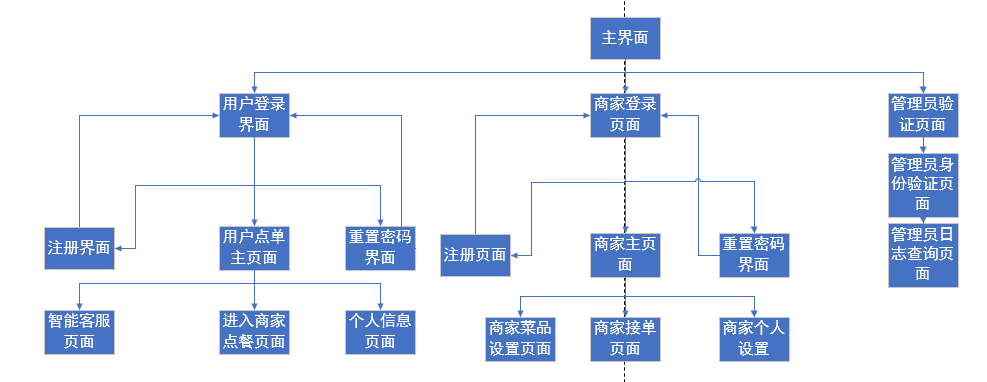 主界面
用户登录
界面
商家登录
页面
管理员验
证页面
管理员身
份验证页
面
管理员日
志查询页
面
注册界面
用户点单
主页面
重置密码
界面
注册页面
商家主页
面
重置密码
界面
智能客服
页面
进入商家
点餐页面
个人信息
页面
商家菜品
设置页面
商家接单
页面
商家个人
设置